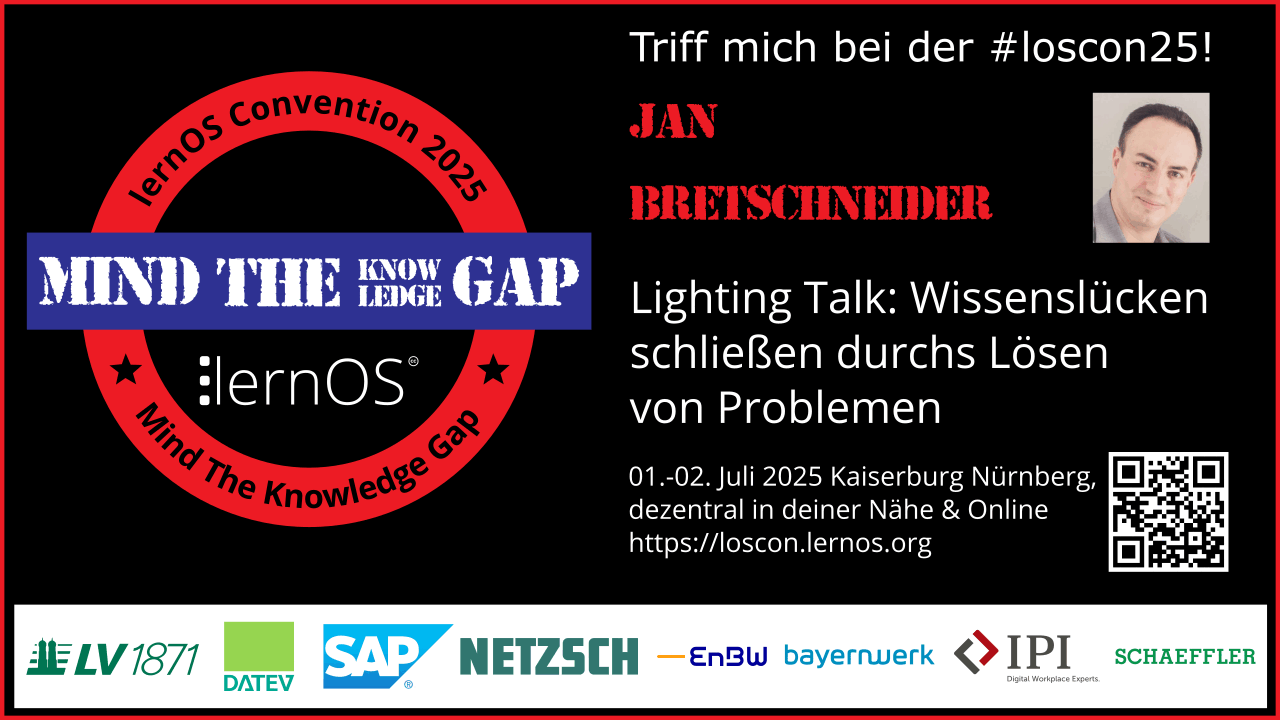 lernOS Convention 2025
MIND THE KNOW
LEDGE GAP
lernOS
cc
Mind The Knowledge Gap
Triff mich bei der #loscon25!
JAN
BRETSCHNEIDER
Lighting Talk: Wissenslücken
schließen durchs Lösen
von Problemen
01.-02. Juli 2025 Kaiserburg Nürnberg,
dezentral in deiner Nähe & Online
https://loscon.lernos.org
LV 1871
DATEV
SAP®
NETZSCH
EnBW
bayernwerk
IPI
Digital Workplace Experts.
SCHAEFFLER